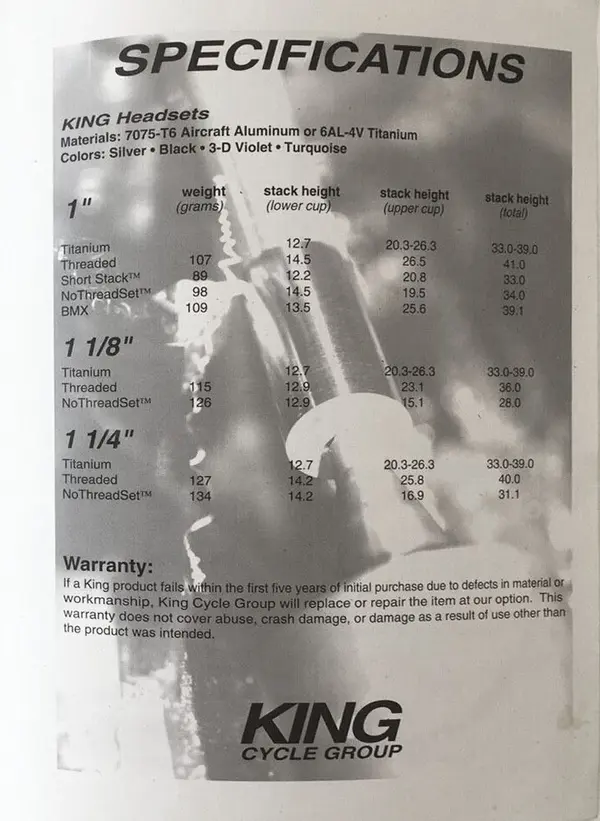 SPECIFICATIONS
KING Headsets
Materials: 7075-T6 Aircraft Aluminum or 6AL-4V Titanium
Colors: Silver • Black • 3-D Violet • Turquoise
1" weight (grams) stack height (lower cup) stack height (upper cup) stack height (total)
Titanium 12.7 20.3-26.3 33.0-39.0
Threaded 107 14.5 26.5 41.0
Short Stack™ 89 12.2 20.8 33.0
NoThreadSet™ 98 14.5 19.5 34.0
BMX 109 13.5 25.6 39.1
1 1/8"
Titanium 12.7 20.3-26.3 33.0-39.0
Threaded 115 12.9 23.1 36.0
NoThreadSet™ 126 12.9 15.1 28.0
1 1/4"
Titanium 12.7 20.3-26.3 33.0-39.0
Threaded 127 14.2 25.8 40.0
NoThreadSet™ 134 14.2 16.9 31.1
Warranty:
If a King product fails within the first five years of initial purchase due to defects in material or
workmanship, King Cycle Group will replace or repair the item at our option. This
warranty does not cover abuse, crash damage, or damage as a result of use other than
the product was intended.
KING
CYCLE GROUP